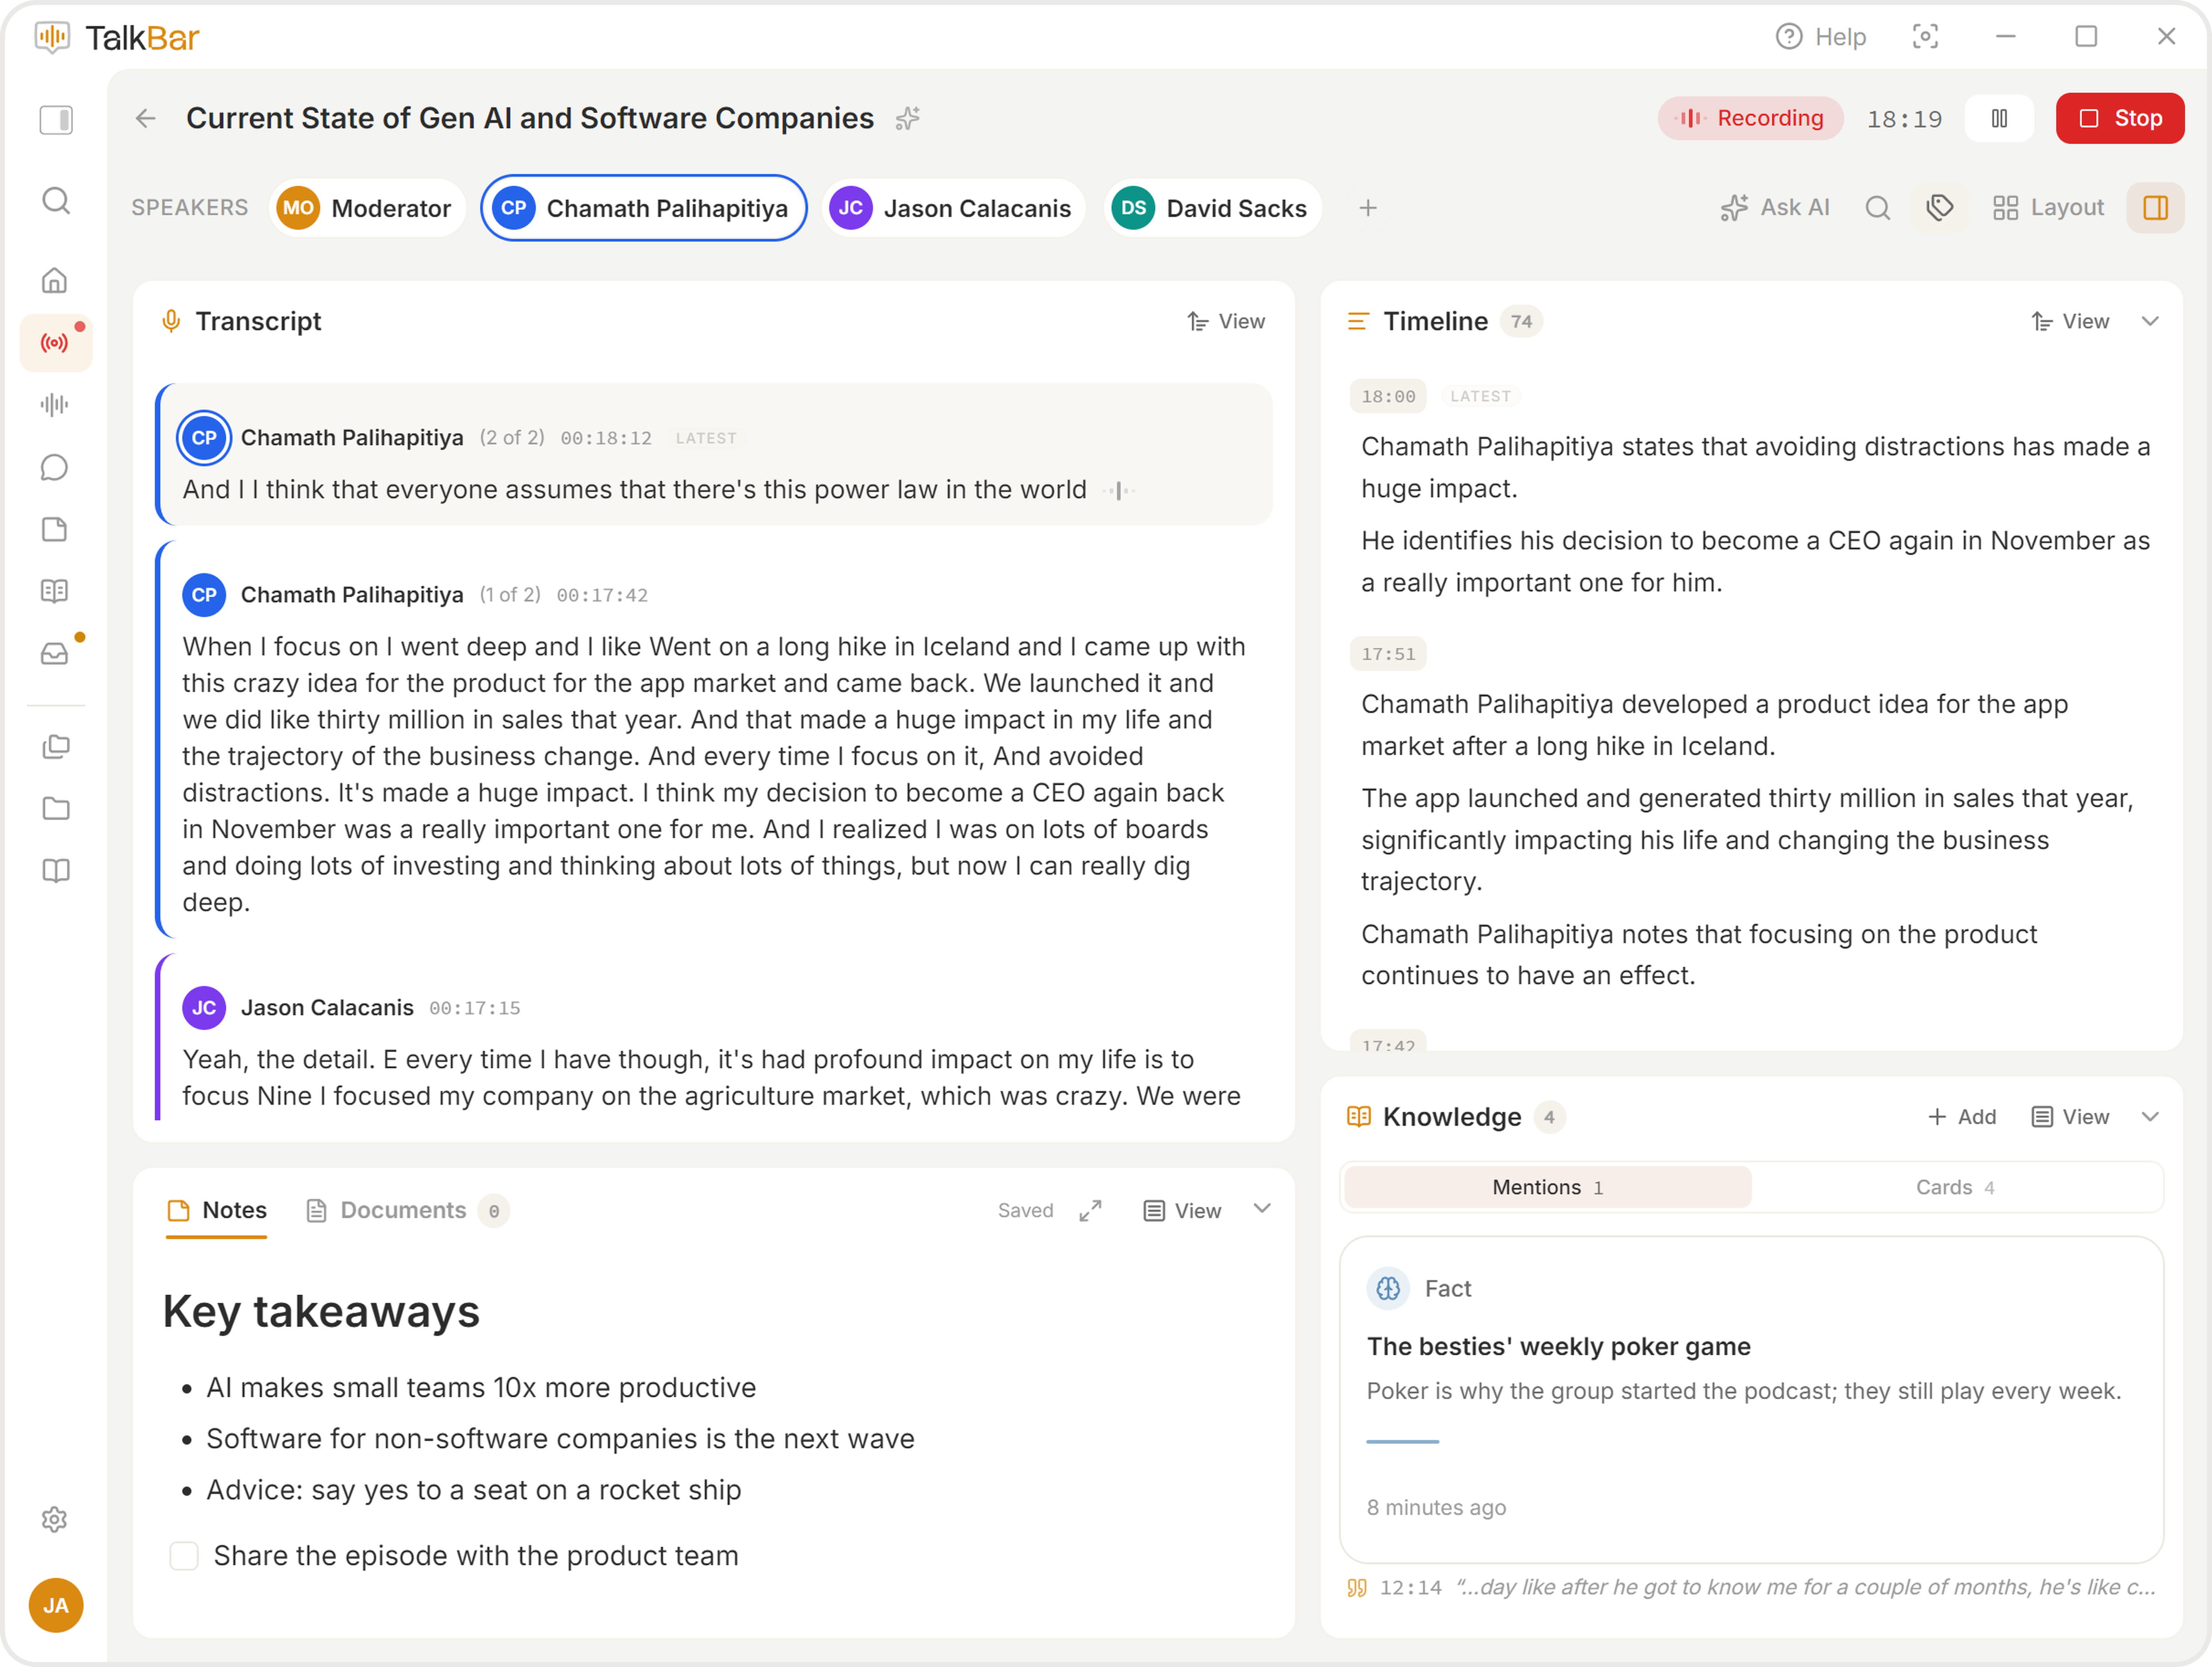 TalkBar
Help
Current State of Gen AI and Software Companies
Recording
18:19
Stop
SPEAKERS
MO Moderator
CP Chamath Palihapitiya
JC Jason Calacanis
DS David Sacks
Ask AI
Layout
Transcript
View
CP Chamath Palihapitiya (2 of 2) 00:18:12 LATEST
And I I think that everyone assumes that there's this power law in the world
CP Chamath Palihapitiya (1 of 2) 00:17:42
When I focus on I went deep and I like Went on a long hike in Iceland and I came up with
this crazy idea for the product for the app market and came back. We launched it and
we did like thirty million in sales that year. And that made a huge impact in my life and
the trajectory of the business change. And every time I focus on it, And avoided
distractions. It's made a huge impact. I think my decision to become a CEO again back
in November was a really important one for me. And I realized I was on lots of boards
and doing lots of investing and thinking about lots of things, but now I can really dig
deep.
JC Jason Calacanis 00:17:15
Yeah, the detail. E every time I have though, it's had profound impact on my life is to
focus Nine I focused my company on the agriculture market, which was crazy. We were
Notes
Documents 0
Saved
View
Key takeaways
• AI makes small teams 10x more productive
• Software for non-software companies is the next wave
• Advice: say yes to a seat on a rocket ship
Share the episode with the product team
Timeline 74
View
18:00 LATEST
Chamath Palihapitiya states that avoiding distractions has made a
huge impact.
He identifies his decision to become a CEO again in November as
a really important one for him.
17:51
Chamath Palihapitiya developed a product idea for the app
market after a long hike in Iceland.
The app launched and generated thirty million in sales that year,
significantly impacting his life and changing the business
trajectory.
Chamath Palihapitiya notes that focusing on the product
continues to have an effect.
17:42
Knowledge 4
Add
View
Mentions 1
Cards 4
Fact
The besties' weekly poker game
Poker is why the group started the podcast; they still play every week.
8 minutes ago
12:14 “...day like after he got to know me for a couple of months, he's like c...
JA